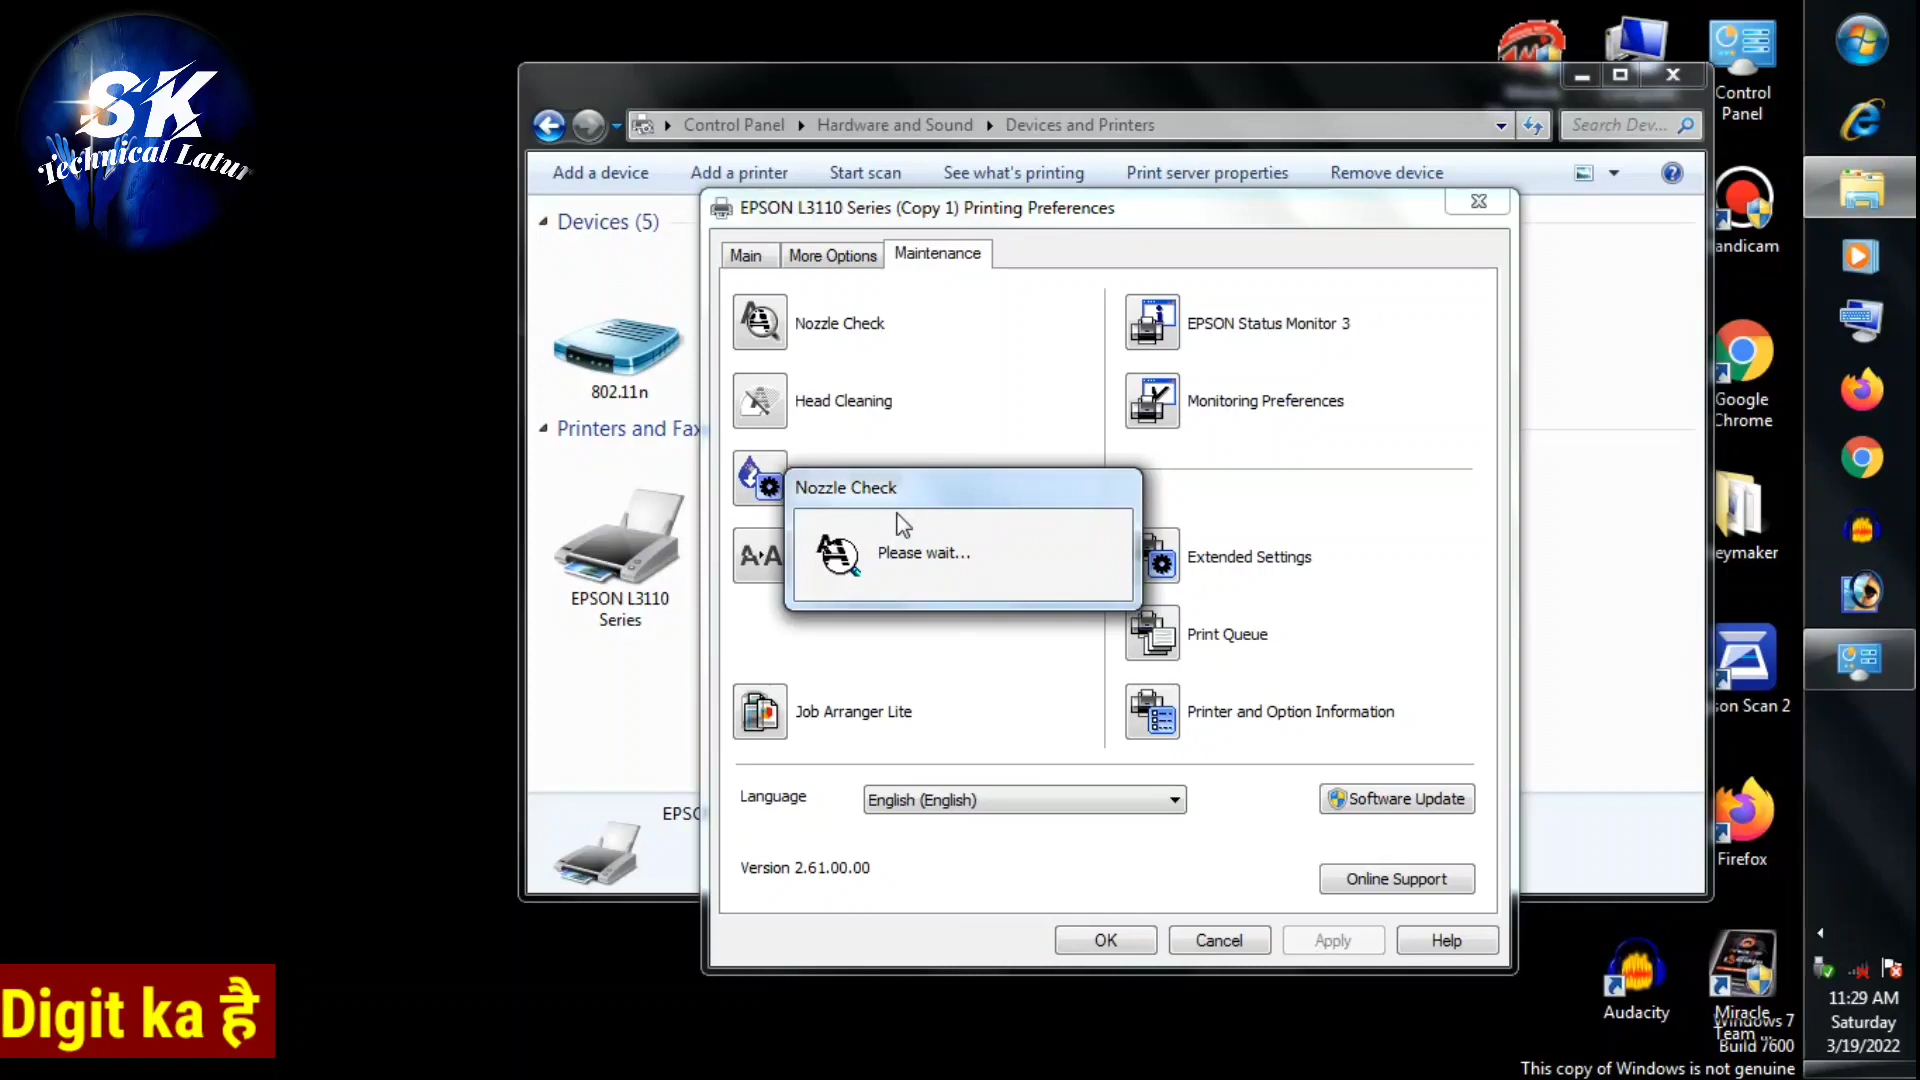 SK
Technical Latur
Control Panel
Hardware and Sound
Devices and Printers
Search Dev...
Add a device
Add a printer
Start scan
See what's printing
Print server properties
Remove device
Devices (5)
802.11n
Printers and Fax
EPSON L3110
Series
EPSO
EPSON L3110 Series (Copy 1) Printing Preferences
Main
More Options
Maintenance
Nozzle Check
EPSON Status Monitor 3
Head Cleaning
Monitoring Preferences
Nozzle Check
Please wait...
Extended Settings
Print Queue
Job Arranger Lite
Printer and Option Information
Language
English (English)
Software Update
Version 2.61.00.00
Online Support
OK
Cancel
Apply
Help
Control
Panel
andicam
Google
Chrome
eymaker
son Scan 2
Firefox
Audacity
Miracle
Team ...
Windows 7
Build 7600
This copy of Windows is not genuine
11:29 AM
Saturday
3/19/2022
Digit ka है